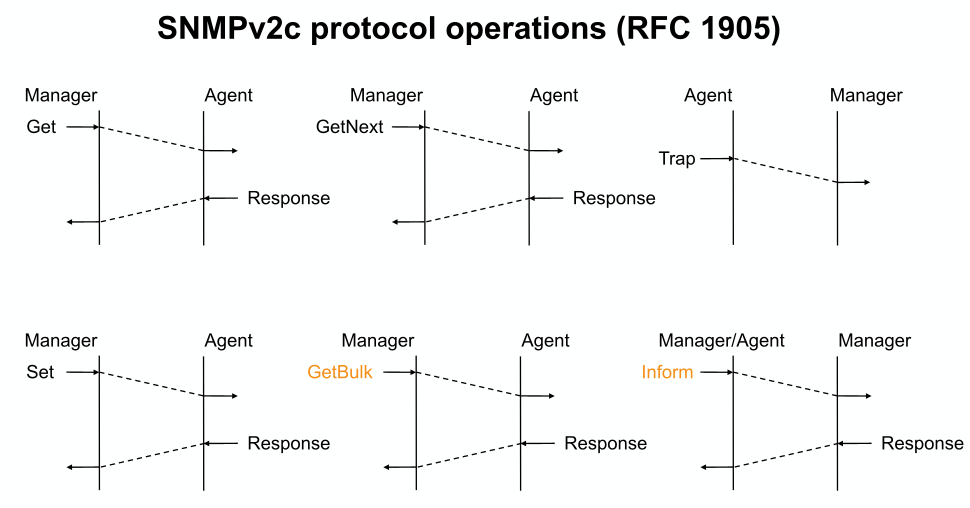 SNMPv2c protocol operations (RFC 1905)
Manager Agent
Get
Response
Manager Agent
GetNext
Response
Agent Manager
Trap
Manager Agent
Set
Response
Manager Agent
GetBulk
Response
Manager/Agent Manager
Inform
Response